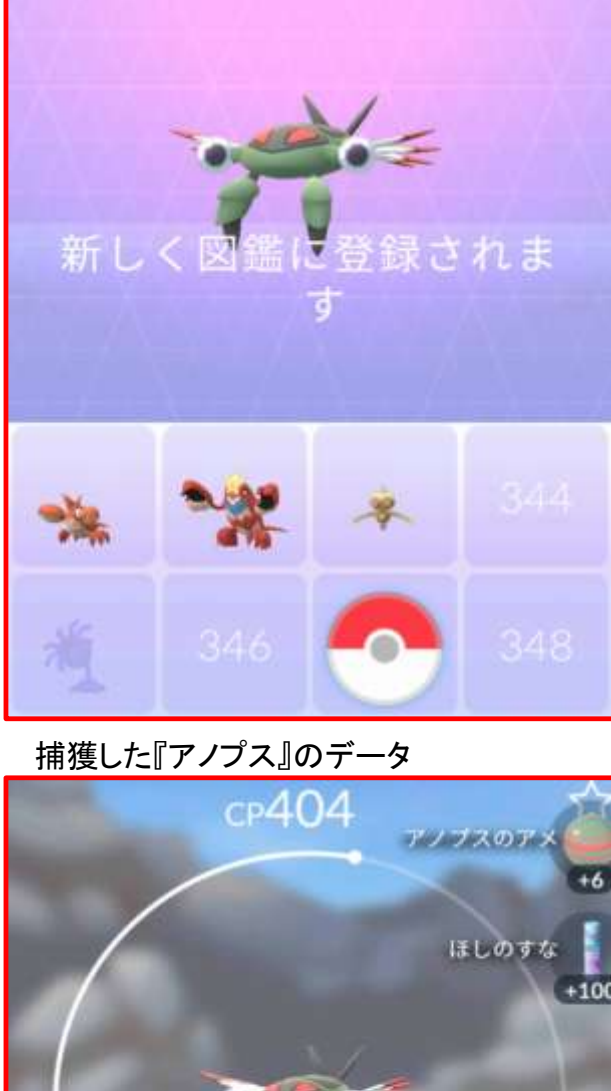 新しく図鑑に登録されま
す
344
346
348
捕獲した『アノプス』のデータ
CP404
アノプスのアメ
+6
ほしのすな
+100